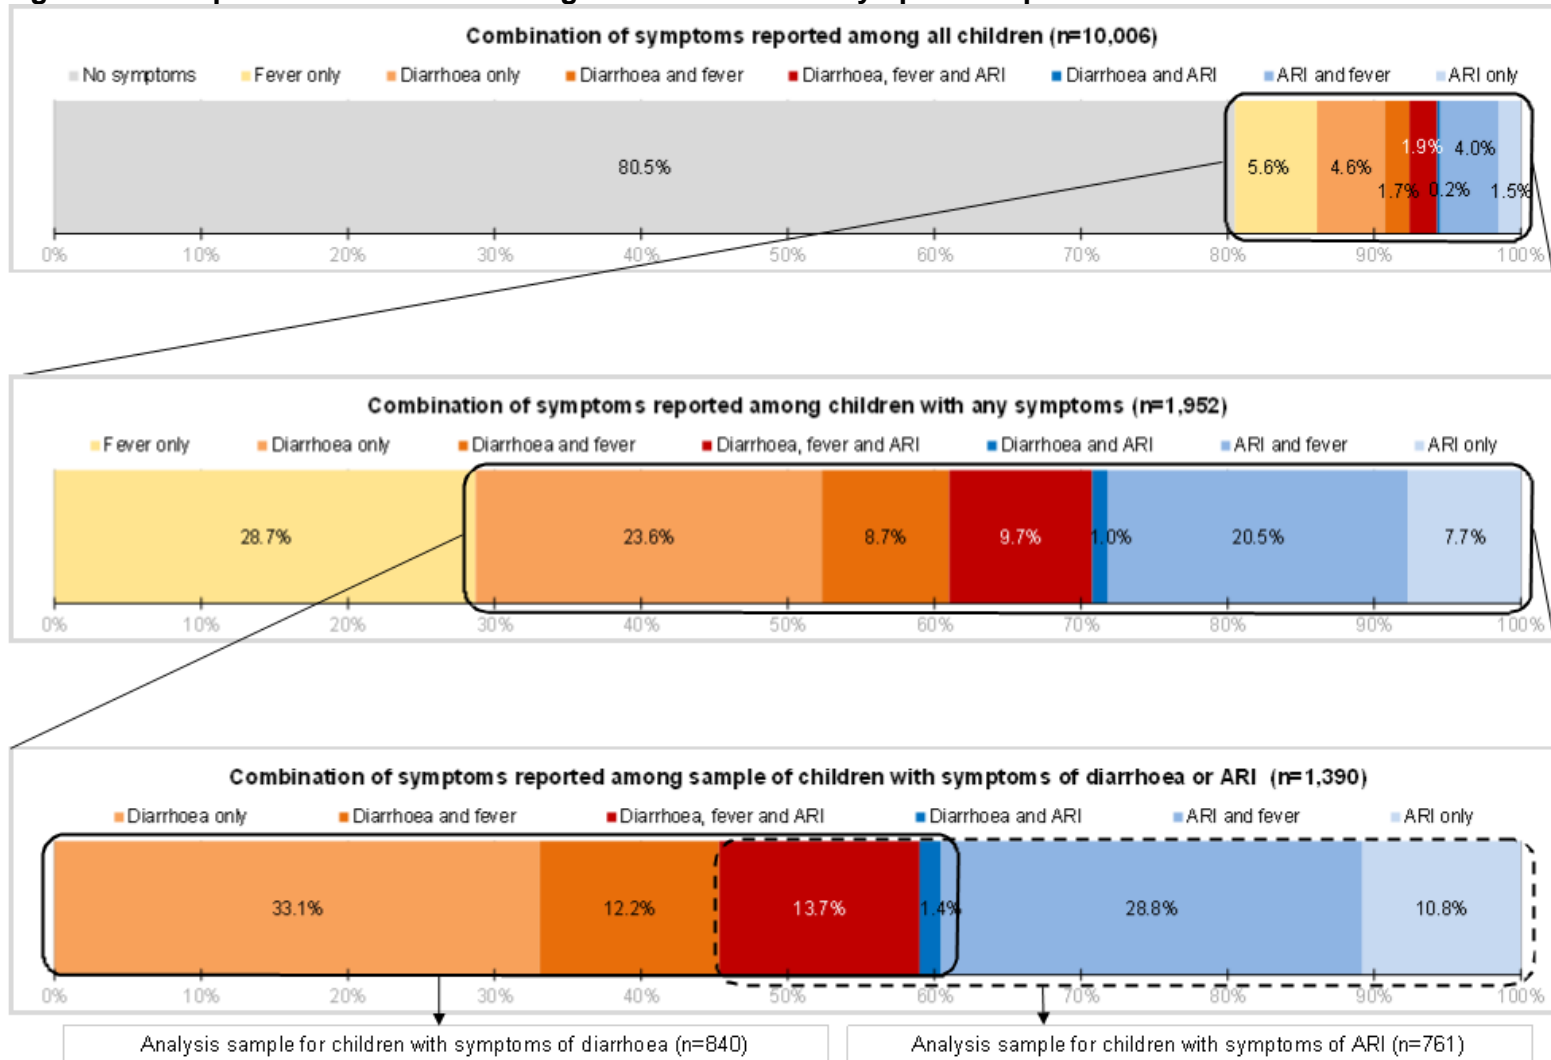 Combination of symptoms reported among all children (n=10,006)
No symptoms Fever only Diarrhoea only Diarrhoea and fever Diarrhoea, fever and ARI Diarrhoea and ARI ARI and fever ARI only
80.5% 5.6% 4.6% 1.7% 1.9% 0.2% 4.0% 1.5%
0% 10% 20% 30% 40% 50% 60% 70% 80% 90% 100%
Combination of symptoms reported among children with any symptoms (n=1,952)
Fever only Diarrhoea only Diarrhoea and fever Diarrhoea, fever and ARI Diarrhoea and ARI ARI and fever ARI only
28.7% 23.6% 8.7% 9.7% 1.0% 20.5% 7.7%
0% 10% 20% 30% 40% 50% 60% 70% 80% 90% 100%
Combination of symptoms reported among sample of children with symptoms of diarrhoea or ARI (n=1,390)
Diarrhoea only Diarrhoea and fever Diarrhoea, fever and ARI Diarrhoea and ARI ARI and fever ARI only
33.1% 12.2% 13.7% 1.4% 28.8% 10.8%
0% 10% 20% 30% 40% 50% 60% 70% 80% 90% 100%
Analysis sample for children with symptoms of diarrhoea (n=840) Analysis sample for children with symptoms of ARI (n=761)